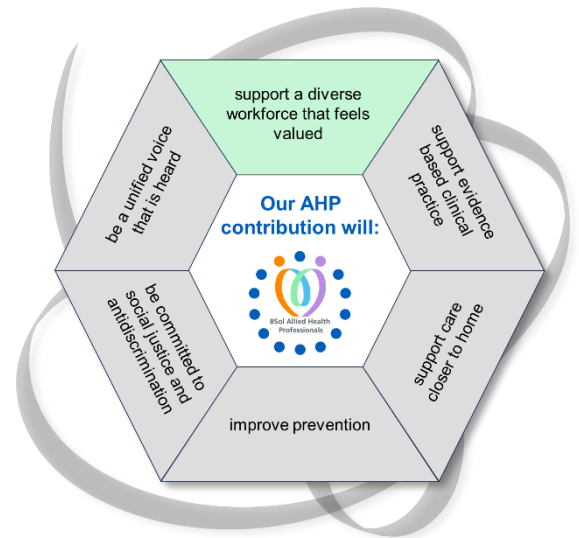 support a diverse
workforce that feels
valued
support evidence
based clinical
practice
support care
closer to home
improve prevention
be committed to
social justice and
antidiscrimination
be a unified voice
that is heard
Our AHP
contribution will:
BSol Allied Health
Professionals